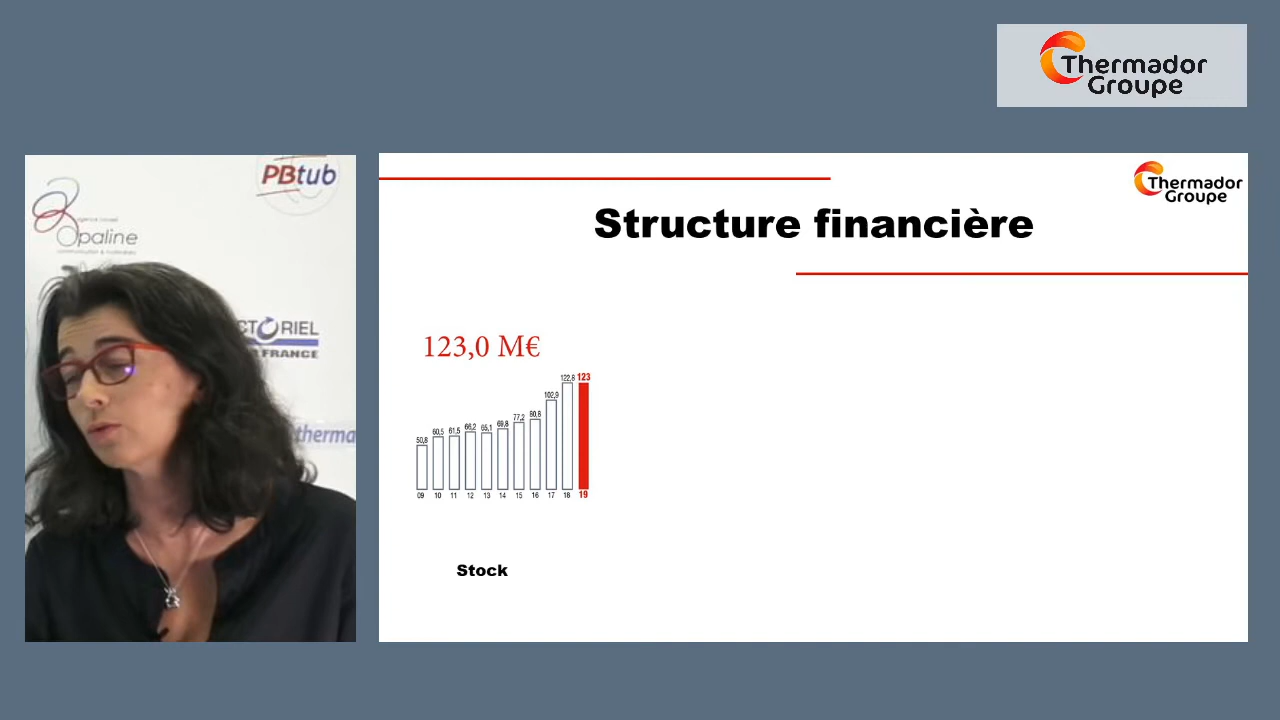 Thermador
Groupe
PBtub
agence conseil
Opaline
CTORIEL
FRANCE
therma
Thermador
Groupe
Structure financière
123,0 M€
50,8 60,5 61,5 66,2 65,1 69,8 77,2 80,8 102,9 122,8 123
09 10 11 12 13 14 15 16 17 18 19
Stock